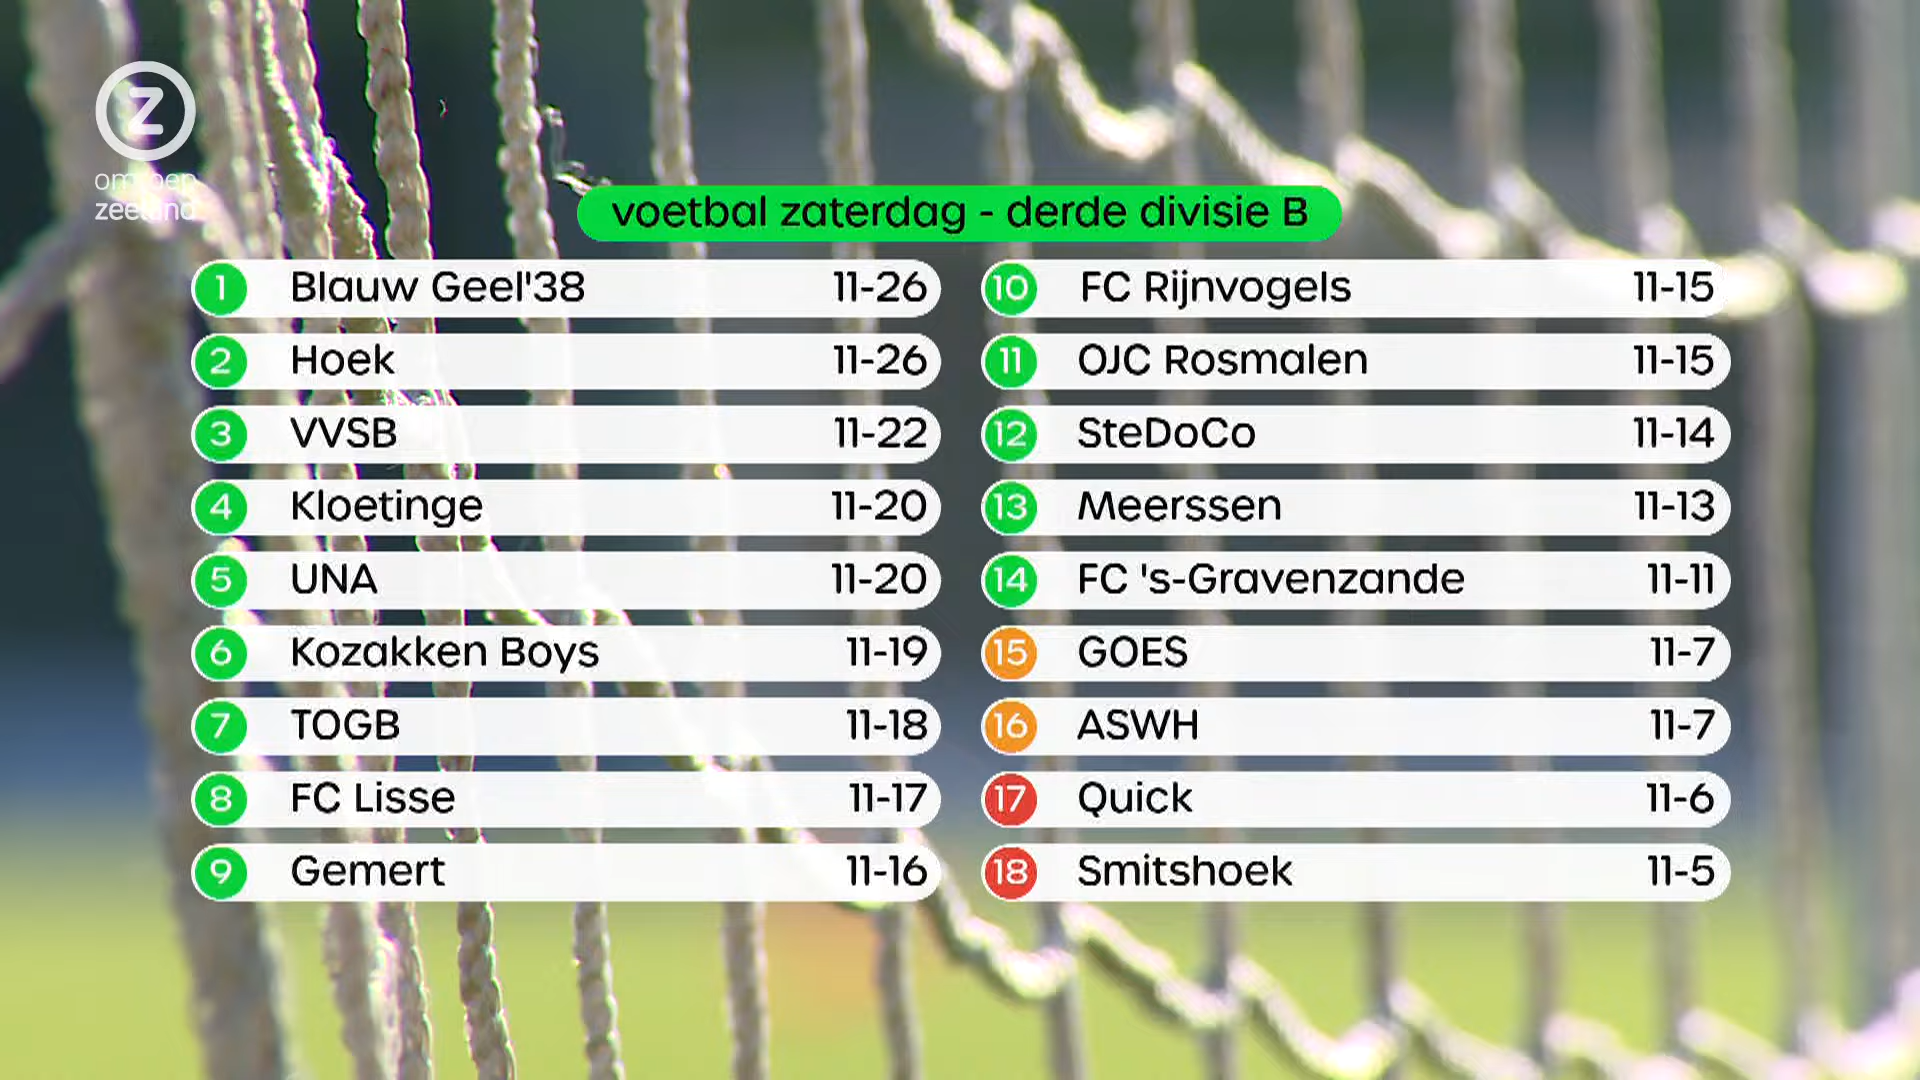 omroep
zeeland
voetbal zaterdag - derde divisie B
1 Blauw Geel'38 11-26
2 Hoek 11-26
3 VVSB 11-22
4 Kloetinge 11-20
5 UNA 11-20
6 Kozakken Boys 11-19
7 TOGB 11-18
8 FC Lisse 11-17
9 Gemert 11-16
10 FC Rijnvogels 11-15
11 OJC Rosmalen 11-15
12 SteDoCo 11-14
13 Meerssen 11-13
14 FC 's-Gravenzande 11-11
15 GOES 11-7
16 ASWH 11-7
17 Quick 11-6
18 Smitshoek 11-5